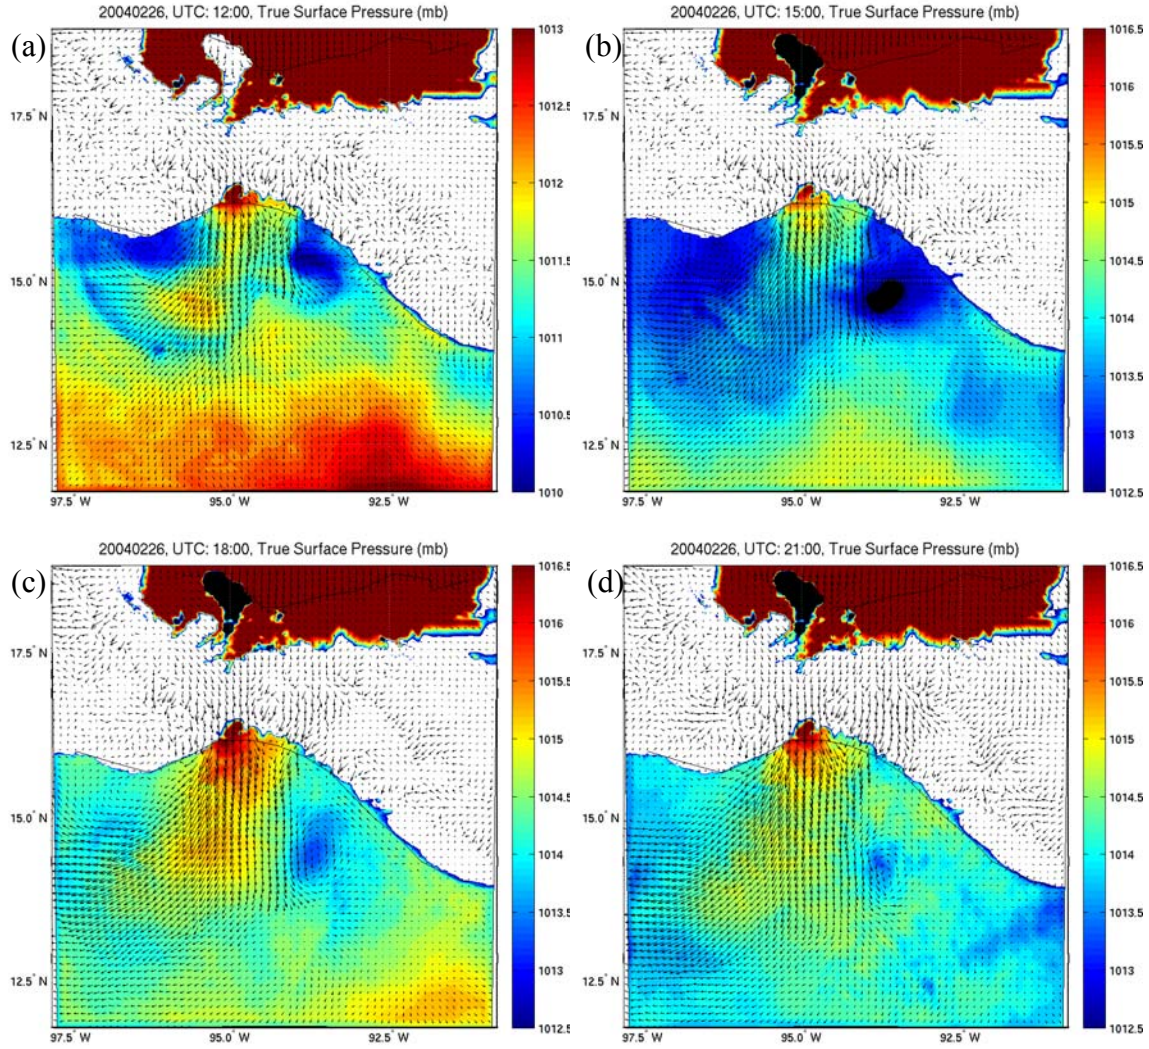 20040226, UTC: 12:00, True Surface Pressure (mb)
(a)
17.5° N
15.0° N
12.5° N
97.5° W
95.0° W
92.5° W
1013
1012.5
1012
1011.5
1011
1010.5
1010
20040226, UTC: 15:00, True Surface Pressure (mb)
(b)
17.5° N
15.0° N
12.5° N
97.5° W
95.0° W
92.5° W
1016.5
1016
1015.5
1015
1014.5
1014
1013.5
1013
1012.5
20040226, UTC: 18:00, True Surface Pressure (mb)
(c)
17.5° N
15.0° N
12.5° N
97.5° W
95.0° W
92.5° W
1016.5
1016
1015.5
1015
1014.5
1014
1013.5
1013
1012.5
20040226, UTC: 21:00, True Surface Pressure (mb)
(d)
17.5° N
15.0° N
12.5° N
97.5° W
95.0° W
92.5° W
1016.5
1016
1015.5
1015
1014.5
1014
1013.5
1013
1012.5